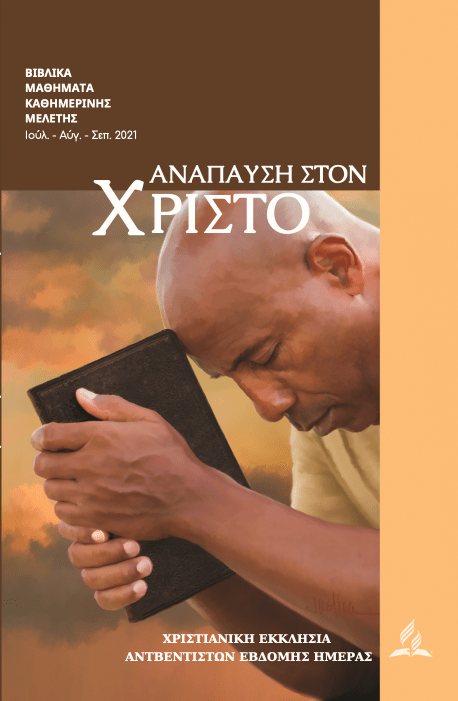 ΒΙΒΛΙΚΑ
ΜΑΘΗΜΑΤΑ
ΚΑΘΗΜΕΡΙΝΗΣ
ΜΕΛΕΤΗΣ
Ιούλ. - Αύγ. - Σεπ. 2021
ΑΝΑΠΑΥΣΗ ΣΤΟΝ
ΧΡΙΣΤΟ
ΧΡΙΣΤΙΑΝΙΚΗ ΕΚΚΛΗΣΙΑ
ΑΝΤΒΕΝΤΙΣΤΩΝ ΕΒΔΟΜΗΣ ΗΜΕΡΑΣ